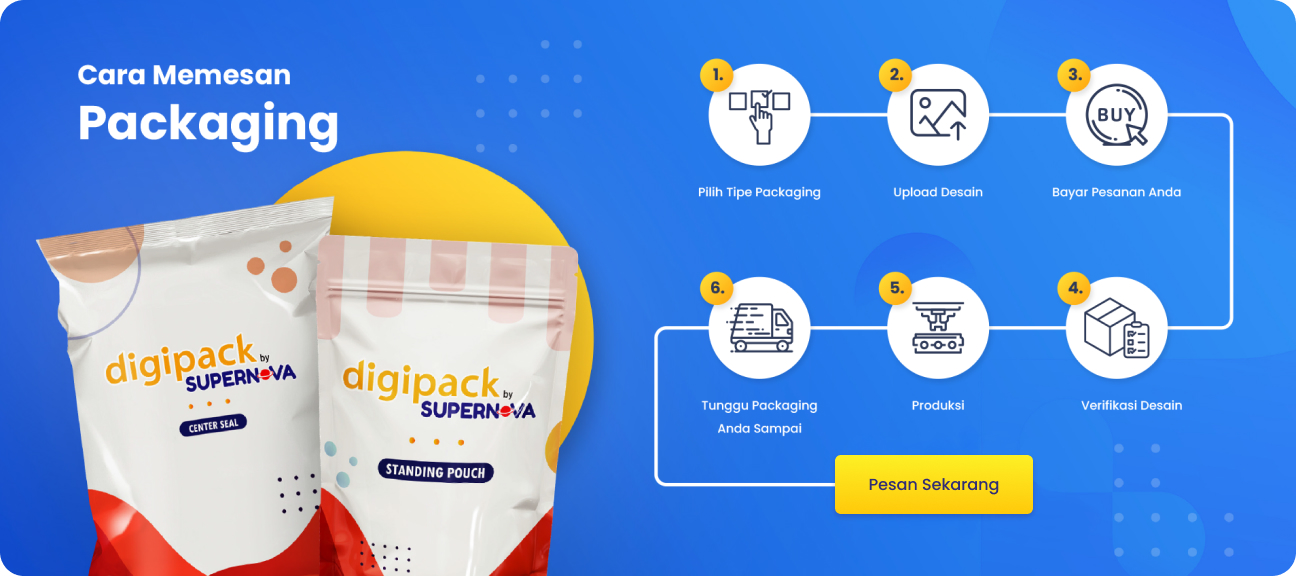 Cara Memesan
Packaging
digipack
by
SUPERNOVA
CENTER SEAL
digipack
by
SUPERNOVA
STANDING POUCH
1.
Pilih Tipe Packaging
2.
Upload Desain
3.
BUY
Bayar Pesanan Anda
4.
Verifikasi Desain
5.
Produksi
6.
Tunggu Packaging
Anda Sampai
Pesan Sekarang